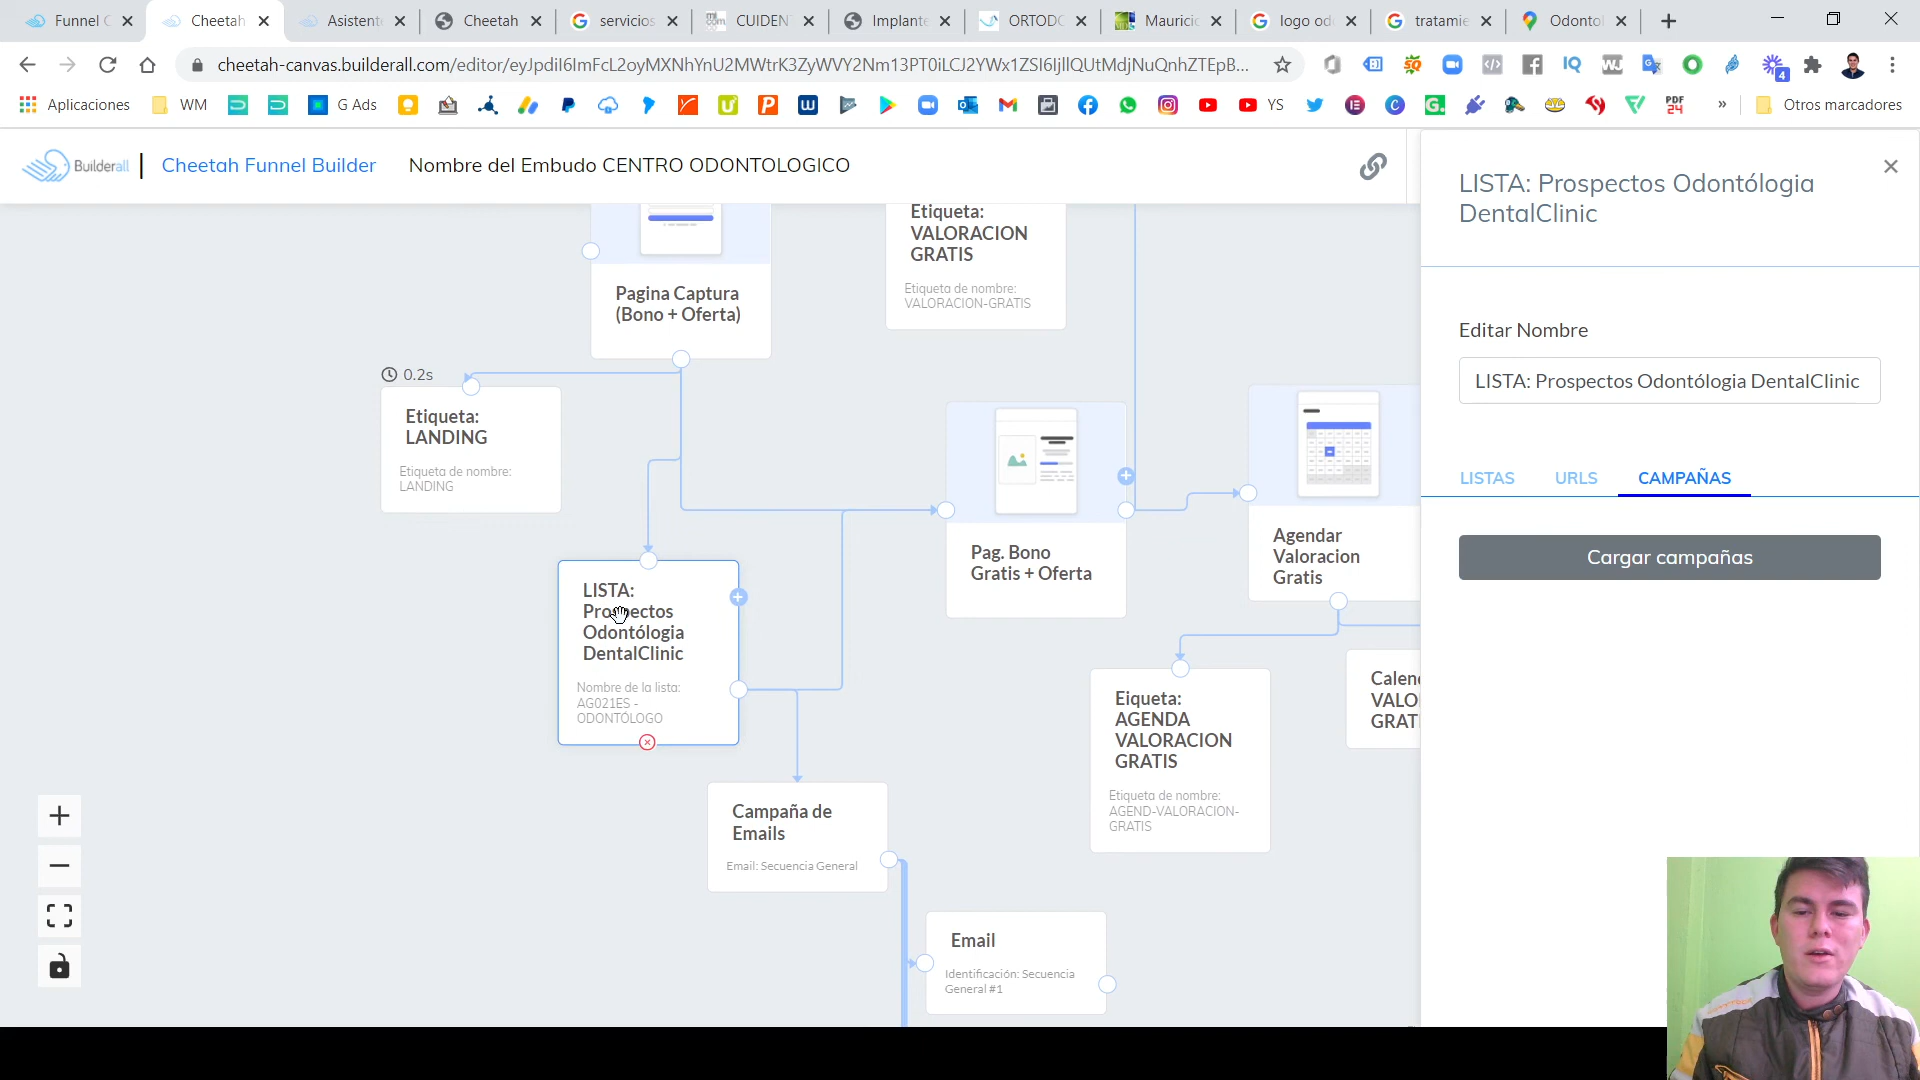 Funnel C
Cheetah
Asistent
Cheetah
servicios
CUIDEN
Implante
ORTODO
Mauricio
logo od
tratamie
Odontol
cheetah-canvas.builderall.com/editor/eyJpdiI6ImFcL2oyMXNhYnU2MWtrK3ZyWVY2Nm13PT0iLCJ2YWx1ZSI6IjlIQUtMdjNuQnhZTEpB...
Aplicaciones
WM
G Ads
YS
»
Otros marcadores
Builderall
Cheetah Funnel Builder
Nombre del Embudo CENTRO ODONTOLOGICO
Etiqueta:
VALORACION
GRATIS
Etiqueta de nombre:
VALORACION-GRATIS
Pagina Captura
(Bono + Oferta)
0.2s
Etiqueta:
LANDING
Etiqueta de nombre:
LANDING
Pag. Bono
Gratis + Oferta
Agendar
Valoracion
Gratis
LISTA:
Prospectos
Odontólogia
DentalClinic
Nombre de la lista:
AG021ES -
ODONTÓLOGO
Eiqueta:
AGENDA
VALORACION
GRATIS
Etiqueta de nombre:
AGEND-VALORACION-
GRATIS
Calen
VALO
GRAT
Campaña de
Emails
Email: Secuencia General
Email
Identificación: Secuencia
General #1
LISTA: Prospectos Odontólogia
DentalClinic
Editar Nombre
LISTA: Prospectos Odontólogia DentalClinic
LISTAS
URLS
CAMPAÑAS
Cargar campañas